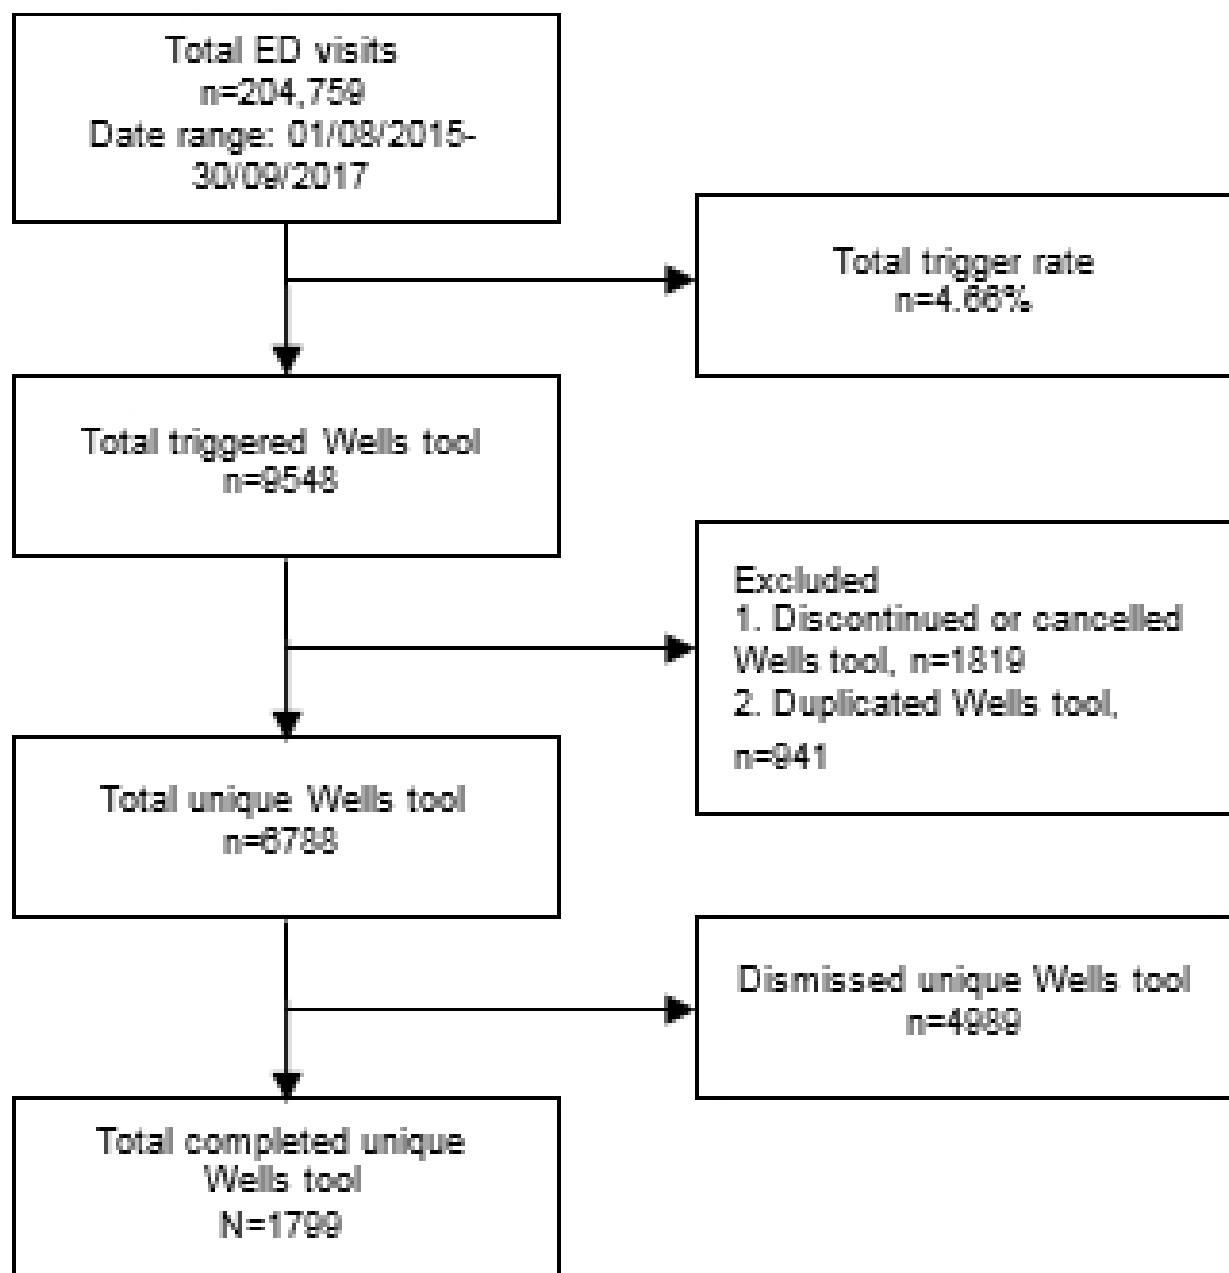 Total ED visits
n=204,759
Date range: 01/08/2015-
30/09/2017
Total trigger rate
n=4.66%
Total triggered Wells tool
n=9548
Excluded
1. Discontinued or cancelled
Wells tool, n=1819
2. Duplicated Wells tool,
n=941
Total unique Wells tool
n=6788
Dismissed unique Wells tool
n=4989
Total completed unique
Wells tool
N=1799